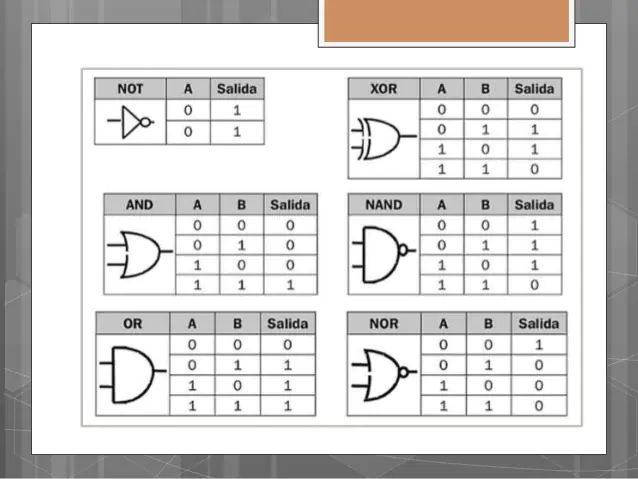 NOT A Salida
0 1
0 1
XOR A B Salida
0 0 0
0 1 1
1 0 1
1 1 0
AND A B Salida
0 0 0
0 1 0
1 0 0
1 1 1
NAND A B Salida
0 0 1
0 1 1
1 0 1
1 1 0
OR A B Salida
0 0 0
0 1 1
1 0 1
1 1 1
NOR A B Salida
0 0 1
0 1 0
1 0 0
1 1 0